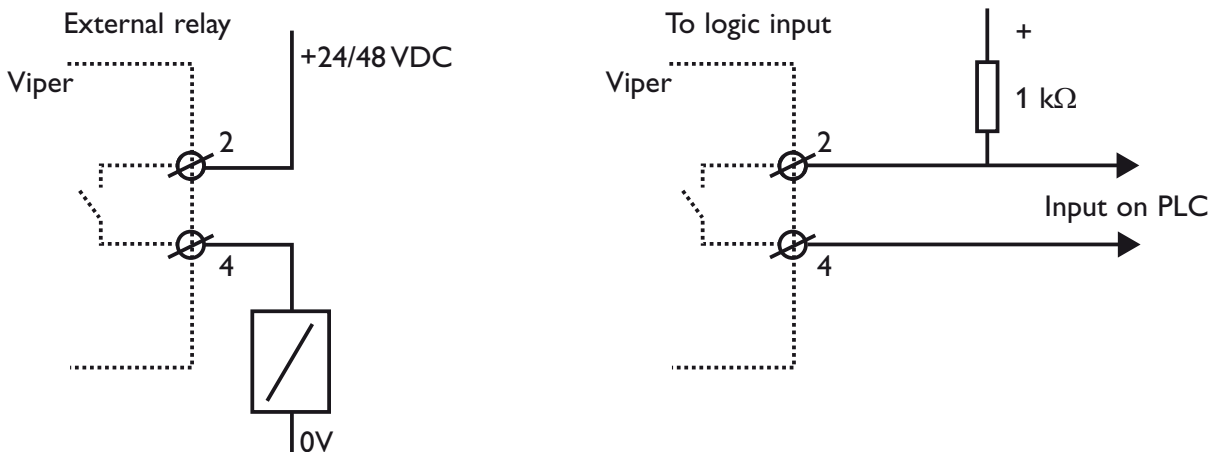 External relay
+24/48 VDC
Viper
2
4
0V
To logic input
+
Viper
1 kΩ
2
Input on PLC
4